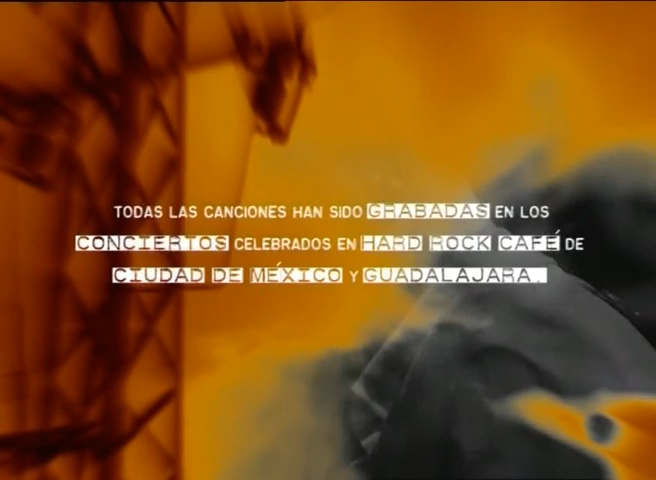 TODAS LAS CANCIONES HAN SIDO GRABADAS EN LOS
CONCIERTOS CELEBRADOS EN HARD ROCK CAFÉ DE
CIUDAD DE MÉXICO Y GUADALAJARA.